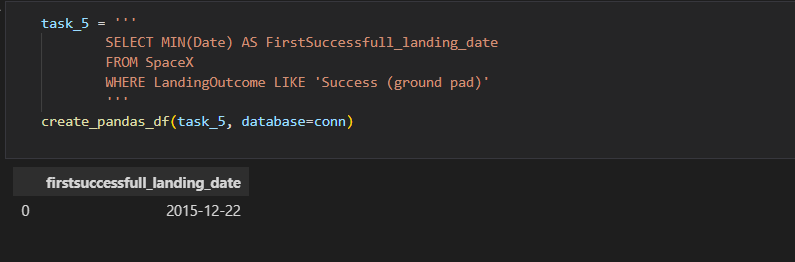 task_5 = '''
SELECT MIN(Date) AS FirstSuccessfull_landing_date
FROM SpaceX
WHERE LandingOutcome LIKE 'Success (ground pad)'
'''
create_pandas_df(task_5, database=conn)
firstsuccessfull_landing_date
0 2015-12-22